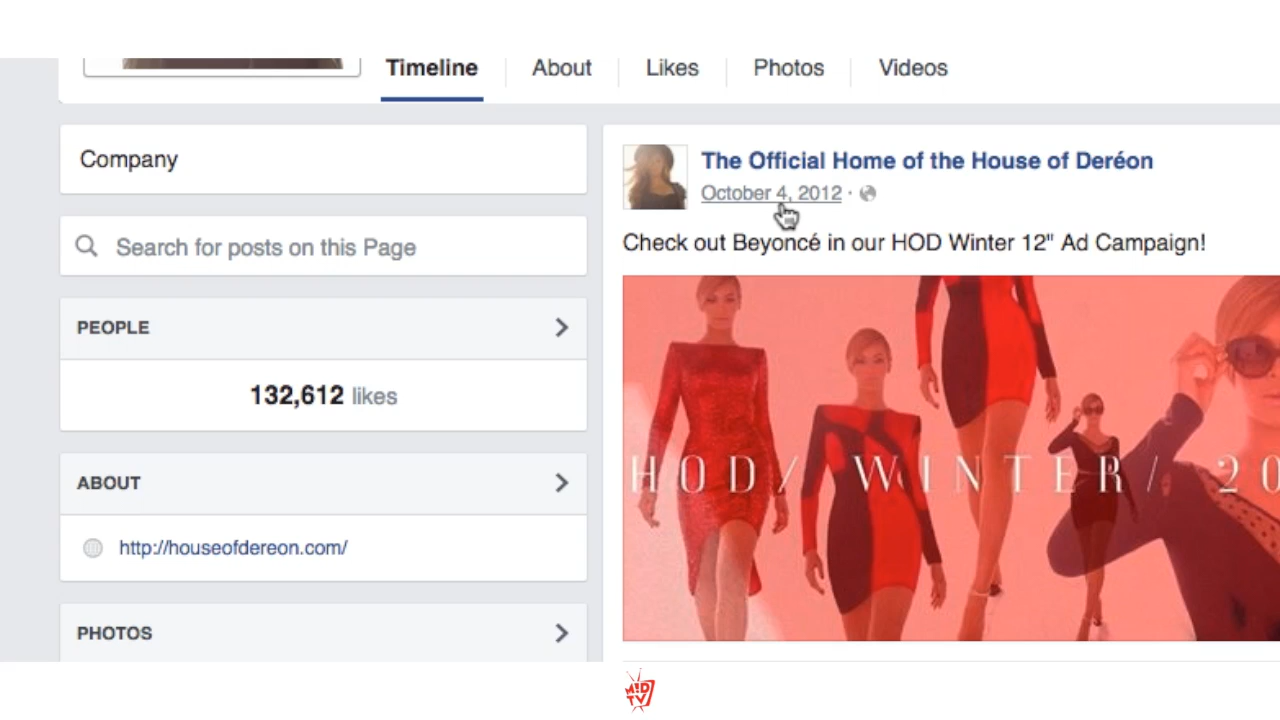 Timeline
About
Likes
Photos
Videos
Company
Search for posts on this Page
PEOPLE
132,612 likes
ABOUT
http://houseofdereon.com/
PHOTOS
The Official Home of the House of Deréon
October 4, 2012 ·
Check out Beyoncé in our HOD Winter 12" Ad Campaign!
HOD/ WINTER/ 20
MID
TV